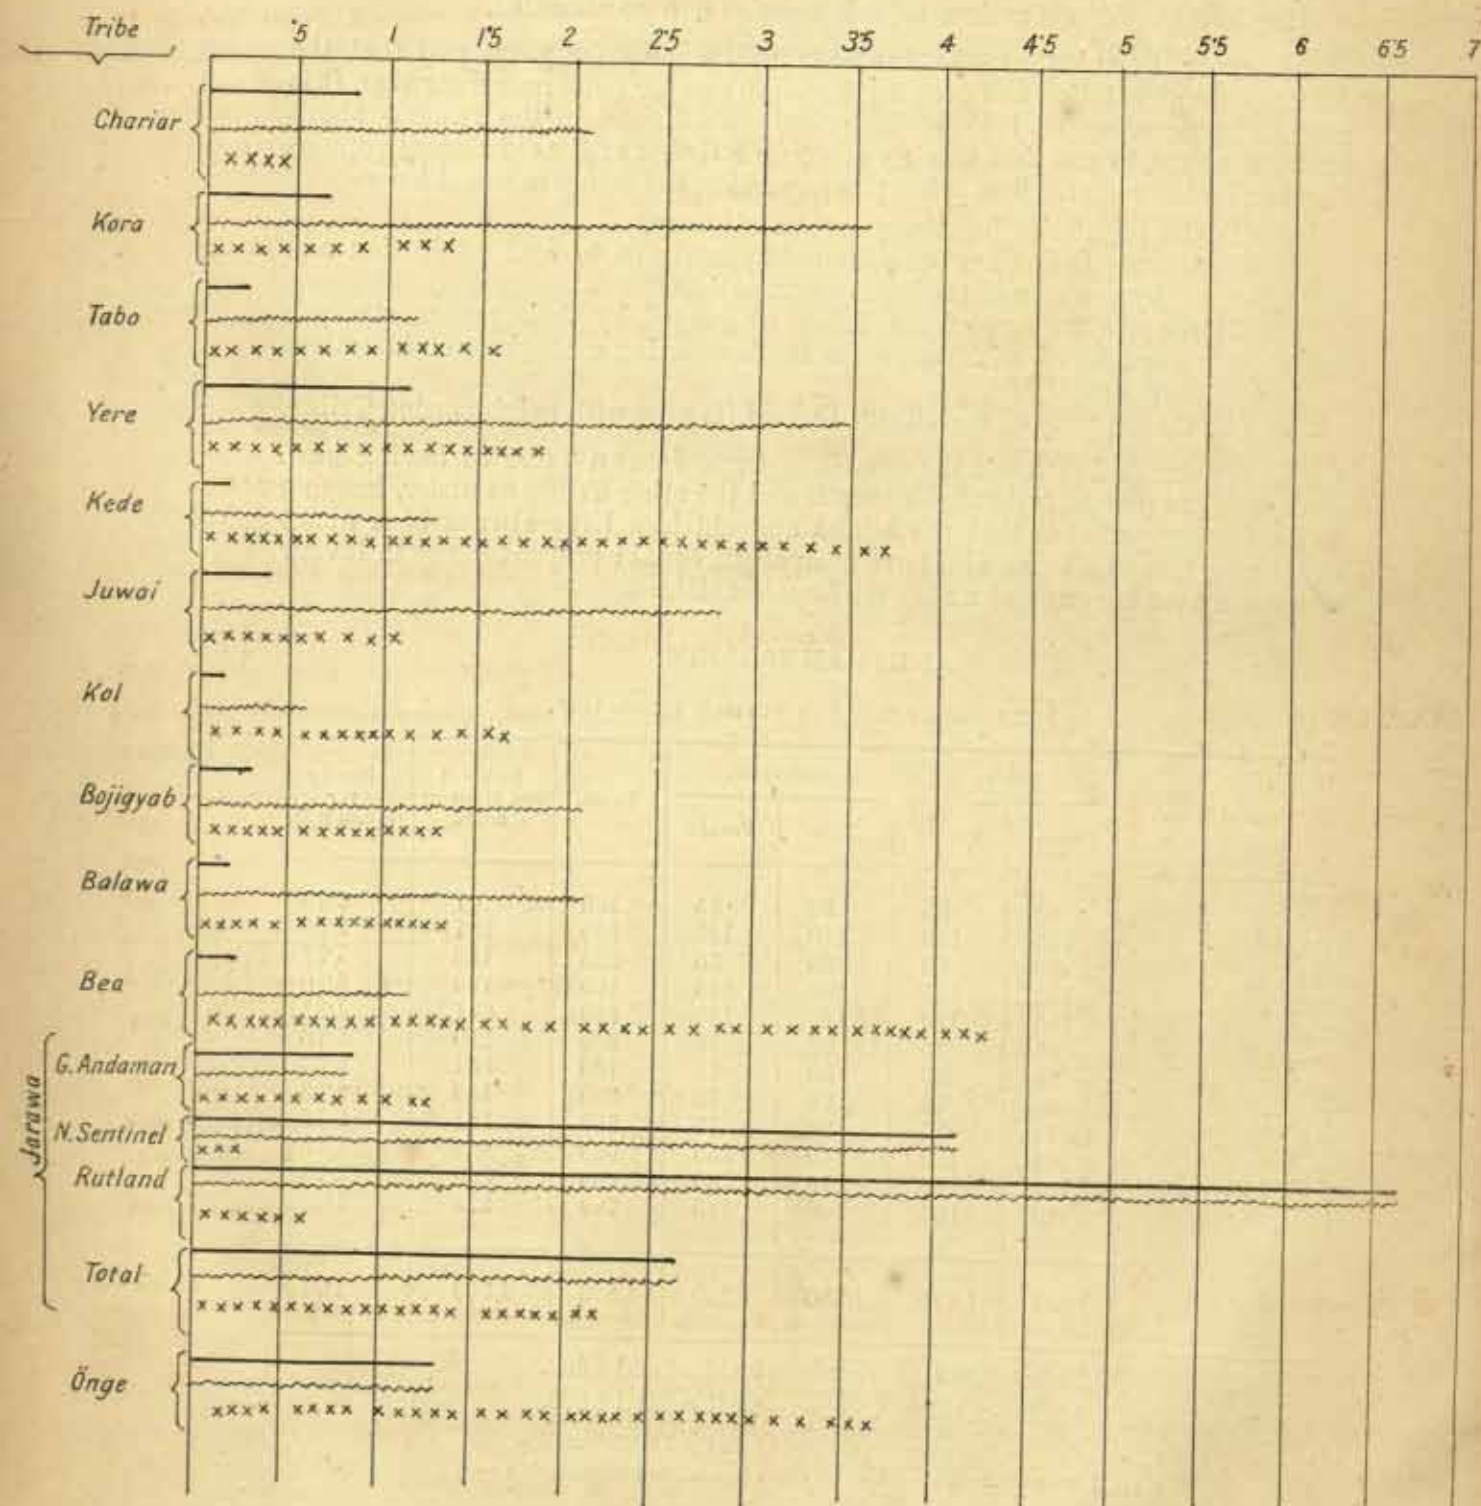 Tribe ·5 1 1·5 2 2·5 3 3·5 4 4·5 5 5·5 6 6·5 7
Chariar
Kora
Tabo
Yere
Kede
Juwai
Kol
Bojigyab
Balawa
Bea
Jarawa
G. Andaman
N. Sentinel
Rutland
Total
Önge